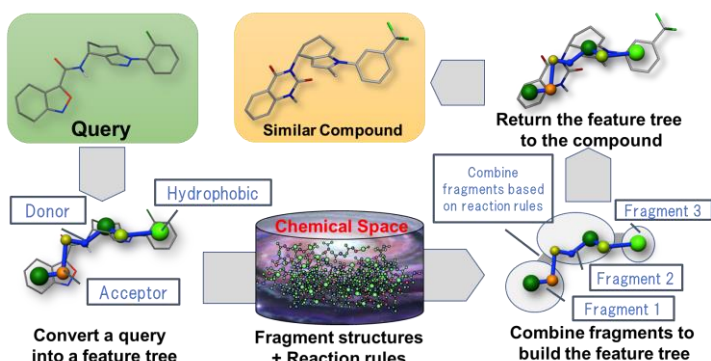 Query
Similar Compound
Return the feature tree
to the compound
Donor
Hydrophobic
Acceptor
Convert a query
into a feature tree
Chemical Space
Fragment structures
+ Reaction rules
Combine
fragments based
on reaction rules
Fragment 3
Fragment 2
Fragment 1
Combine fragments to
build the feature tree